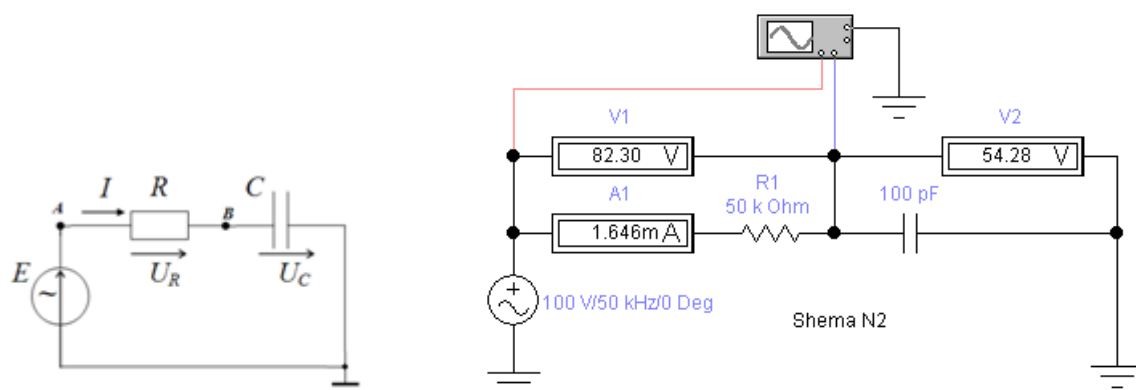 A
I
R
B
C
E
~
U_R
U_C
V1
82.30 V
V2
54.28 V
A1
1.646m A
R1
50 k Ohm
100 pF
+
100 V/50 kHz/0 Deg
Shema N2